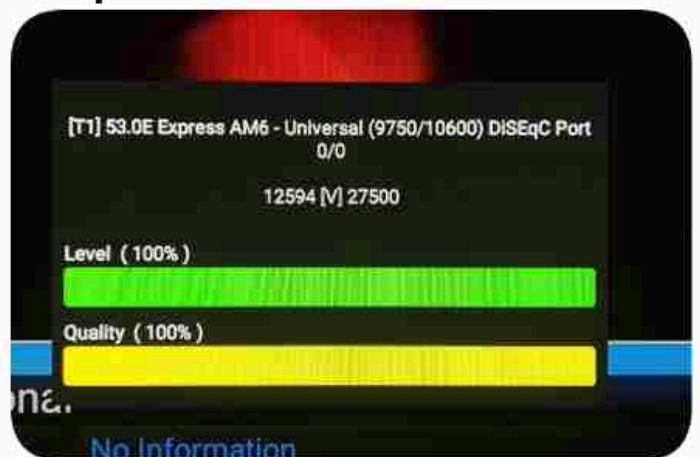 [T1] 53.0E Express AM6 - Universal (9750/10600) DiSEqC Port
0/0
12594 [V] 27500
Level ( 100% )
Quality ( 100% )
No Information